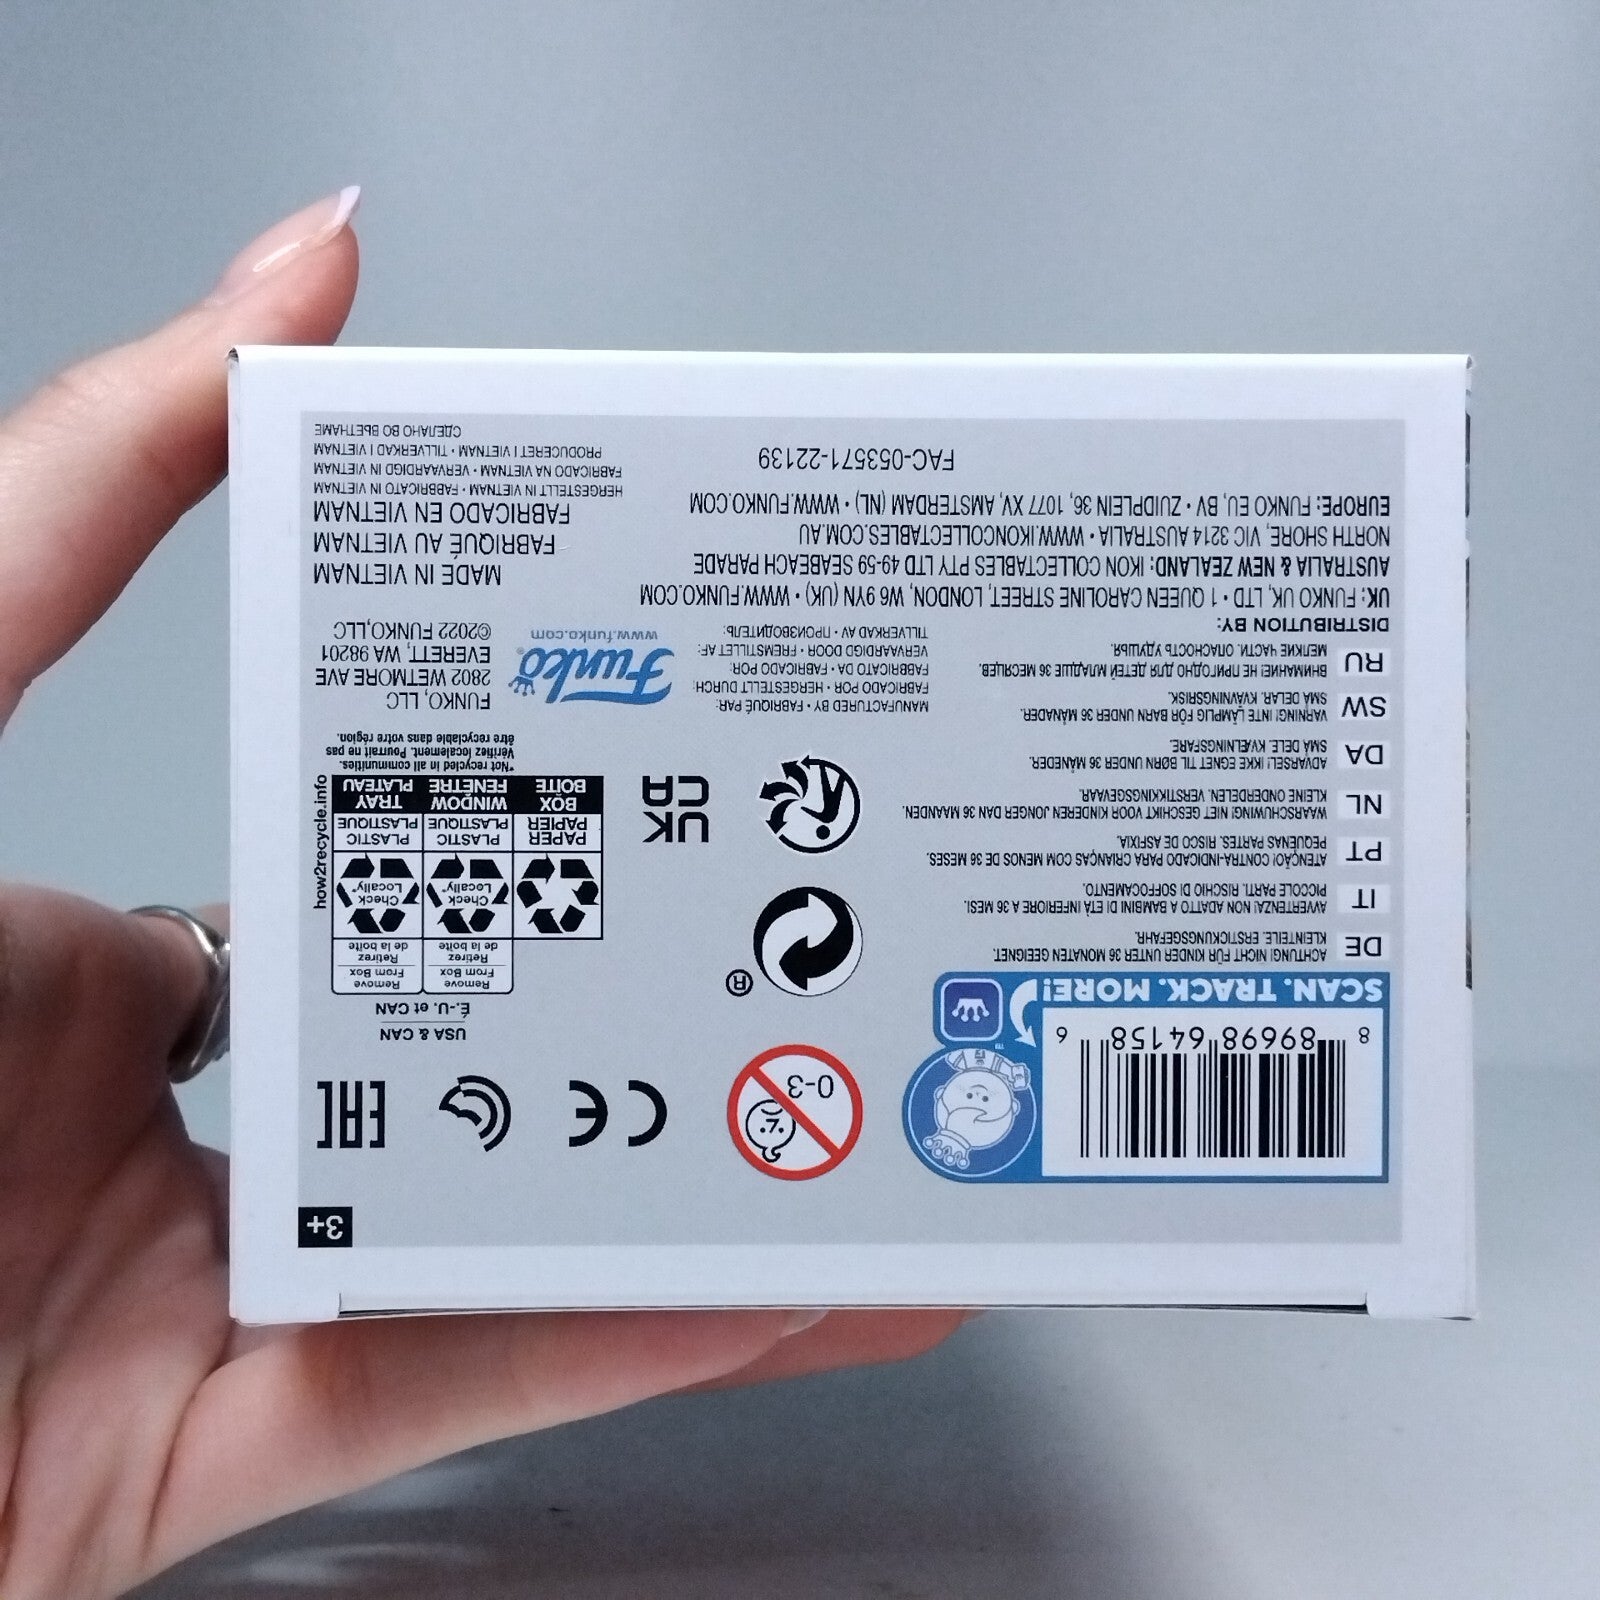 3+
8 89698 64158 6
SCAN. TRACK. MORE!
TM
0-3
CE
EAC
USA & CAN
É.-U. et CAN
Remove
From Box
Retirez
de la boîte
Remove
From Box
Retirez
de la boîte
Check
Locally*
Check
Locally*
PAPER
PAPIER
PLASTIC
PLASTIQUE
PLASTIC
PLASTIQUE
BOX
BOÎTE
WINDOW
FENÊTRE
TRAY
PLATEAU
how2recycle.info
*Not recycled in all communities.
Vérifiez localement. Pourrait ne pas
être recyclable dans votre région.
®
UK
CA
DE
ACHTUNG! NICHT FÜR KINDER UNTER 36 MONATEN GEEIGNET
KLEINTEILE. ERSTICKUNGSGEFAHR.
IT
AVVERTENZA! NON ADATTO A BAMBINI DI ETÀ INFERIORE A 36 MESI.
PICCOLE PARTI. RISCHIO DI SOFFOCAMENTO.
PT
ATENÇÃO! CONTRA-INDICADO PARA CRIANÇAS COM MENOS DE 36 MESES
PEQUENAS PARTES. RISCO DE ASFIXIA.
NL
WAARSCHUWING! NIET GESCHIKT VOOR KINDEREN JONGER DAN 36 MAANDEN.
KLEINE ONDERDELEN. VERSTIKKINGSGEVAAR.
DA
ADVARSEL! IKKE EGNET TIL BØRN UNDER 36 MÅNEDER.
SMÅ DELE. KVÆLNINGSFARE.
SW
VARNING! INTE LÄMPLIG FÖR BARN UNDER 36 MÅNADER.
SMÅ DELAR. KVÄVNINGSRISK.
RU
ВНИМАНИЕ! НЕ ПРИГОДНО ДЛЯ ДЕТЕЙ МЛАДШЕ 36 МЕСЯЦЕВ.
МЕЛКИЕ ЧАСТИ. ОПАСНОСТЬ УДУШЬЯ.
MANUFACTURED BY • FABRIQUÉ PAR:
FABRICADO POR • HERGESTELLT DURCH:
FABBRICATO DA • FABRICADO POR:
VERVAARDIGD DOOR • FREMSTILLET AF:
TILLVERKAD AV • ПРОИЗВОДИТЕЛЬ:
Funko®
www.funko.com
FUNKO, LLC
2802 WETMORE AVE
EVERETT, WA 98201
©2022 FUNKO,LLC
DISTRIBUTION BY:
UK: FUNKO UK, LTD • 1 QUEEN CAROLINE STREET, LONDON, W6 9YN (UK) • WWW.FUNKO.COM
AUSTRALIA & NEW ZEALAND: IKON COLLECTABLES PTY LTD 49-59 SEABEACH PARADE
NORTH SHORE, VIC 3214 AUSTRALIA • WWW.IKONCOLLECTABLES.COM.AU
EUROPE: FUNKO EU, BV • ZUIDPLEIN 36, 1077 XV, AMSTERDAM (NL) • WWW.FUNKO.COM
FAC-053571-22139
MADE IN VIETNAM
FABRIQUÉ AU VIETNAM
FABRICADO EN VIETNAM
HERGESTELLT IN VIETNAM • FABBRICATO IN VIETNAM
FABRICADO NA VIETNAM • VERVAARDIGD IN VIETNAM
PRODUCERET I VIETNAM • TILLVERKAD I VIETNAM
СДЕЛАНО ВО ВЬЕТНАМЕ